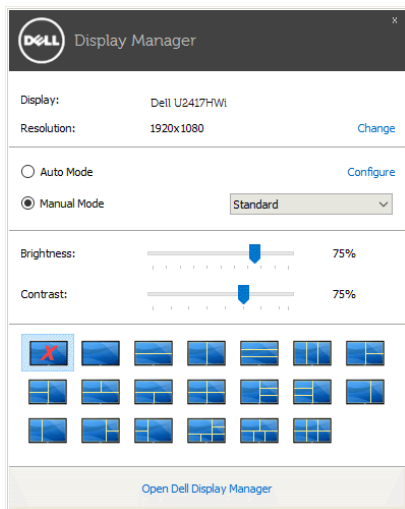 x
DELL Display Manager
Display: Dell U2417HWi
Resolution: 1920x1080 Change
Auto Mode Configure
Manual Mode Standard
Brightness: 75%
Contrast: 75%
Open Dell Display Manager